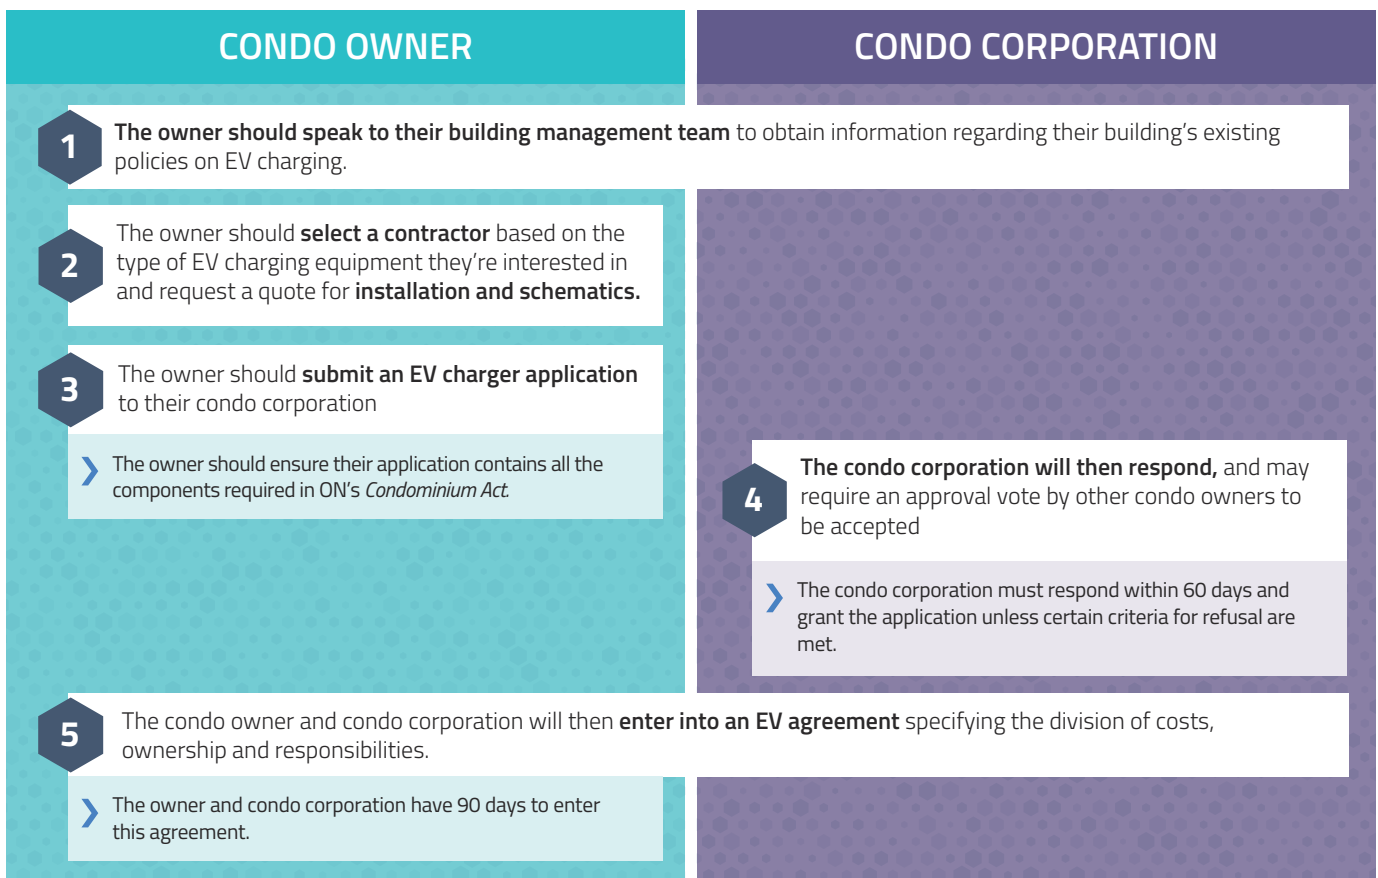 CONDO OWNER
CONDO CORPORATION
1
The owner should speak to their building management team to obtain information regarding their building’s existing
policies on EV charging.
2
The owner should select a contractor based on the
type of EV charging equipment they’re interested in
and request a quote for installation and schematics.
3
The owner should submit an EV charger application
to their condo corporation
❯ The owner should ensure their application contains all the
components required in ON’s Condominium Act.
4
The condo corporation will then respond, and may
require an approval vote by other condo owners to
be accepted
❯ The condo corporation must respond within 60 days and
grant the application unless certain criteria for refusal are
met.
5
The condo owner and condo corporation will then enter into an EV agreement specifying the division of costs,
ownership and responsibilities.
❯ The owner and condo corporation have 90 days to enter
this agreement.